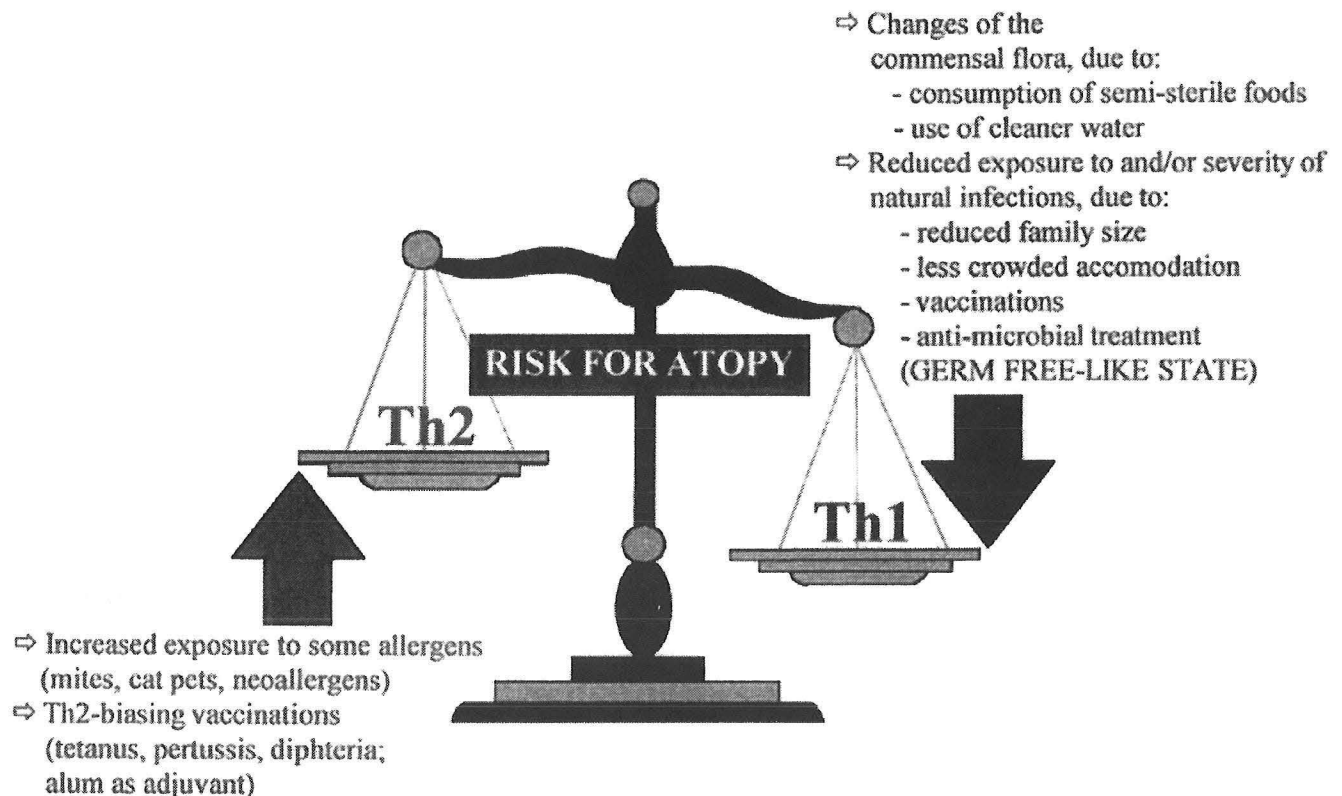 ⇨ Changes of the
commensal flora, due to:
- consumption of semi-sterile foods
- use of cleaner water
⇨ Reduced exposure to and/or severity of
natural infections, due to:
- reduced family size
- less crowded accomodation
- vaccinations
- anti-microbial treatment
(GERM FREE-LIKE STATE)
RISK FOR ATOPY
Th2
Th1
⇨ Increased exposure to some allergens
(mites, cat pets, neoallergens)
⇨ Th2-biasing vaccinations
(tetanus, pertussis, diphteria;
alum as adjuvant)